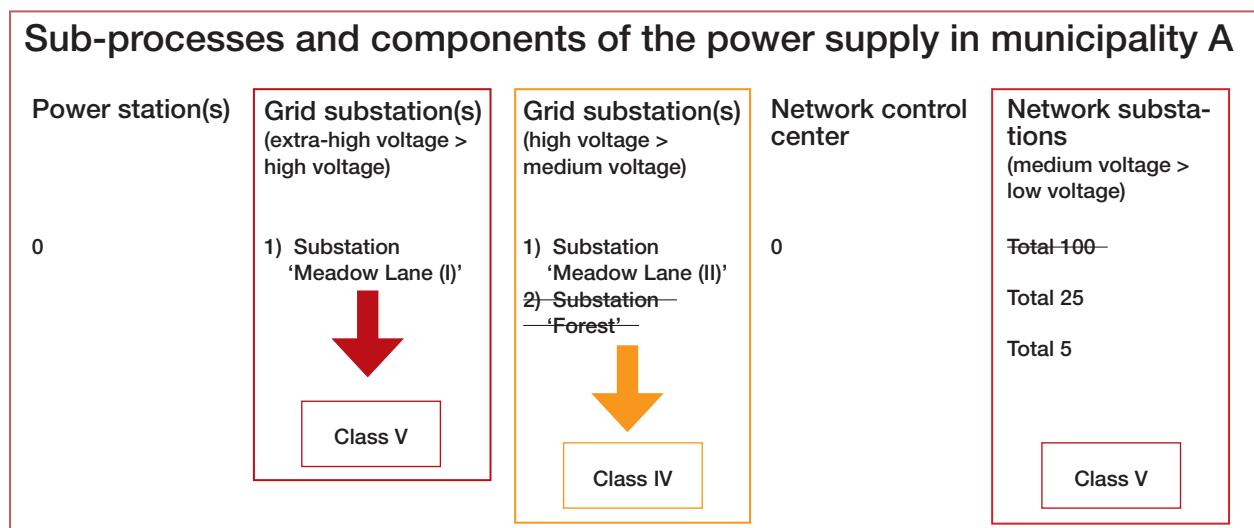 Sub-processes and components of the power supply in municipality A
Power station(s)
0
Grid substation(s)
(extra-high voltage >
high voltage)
1) Substation
‘Meadow Lane (I)’
Class V
Grid substation(s)
(high voltage >
medium voltage)
1) Substation
‘Meadow Lane (II)’
2) Substation
‘Forest’
Class IV
Network control
center
0
Network substa-
tions
(medium voltage >
low voltage)
Total 100
Total 25
Total 5
Class V